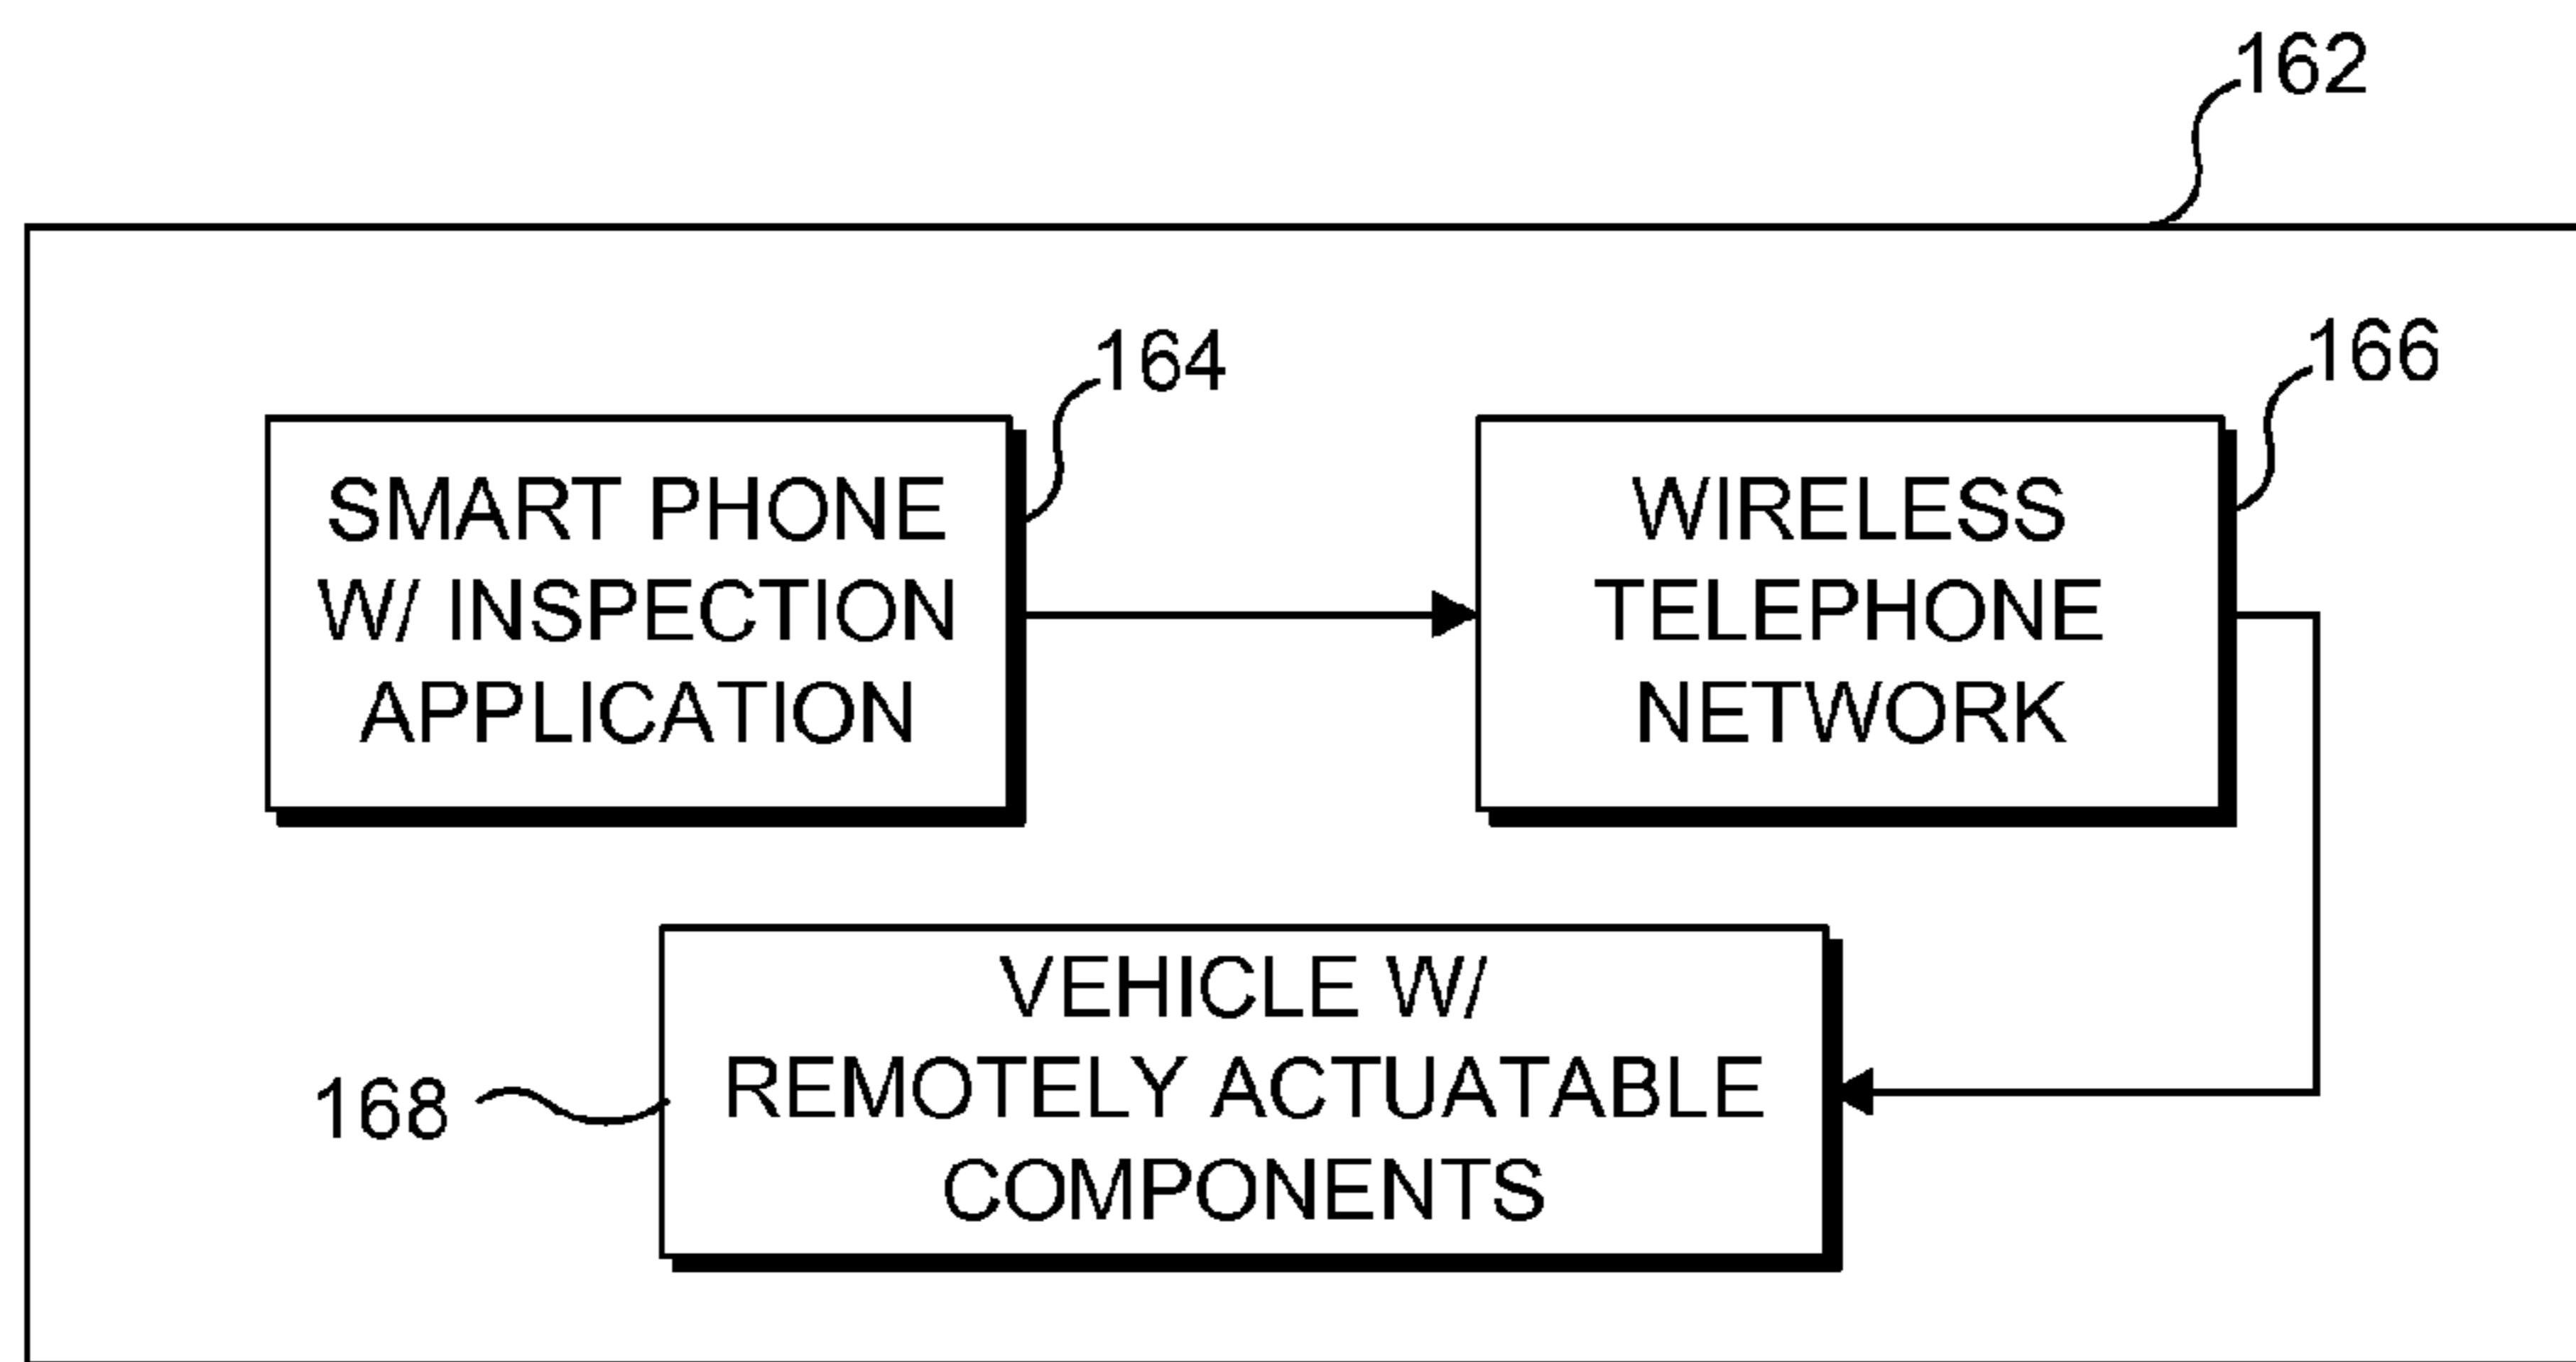 162
164
166
SMART PHONE
W/ INSPECTION
APPLICATION
WIRELESS
TELEPHONE
NETWORK
168
VEHICLE W/
REMOTELY ACTUATABLE
COMPONENTS